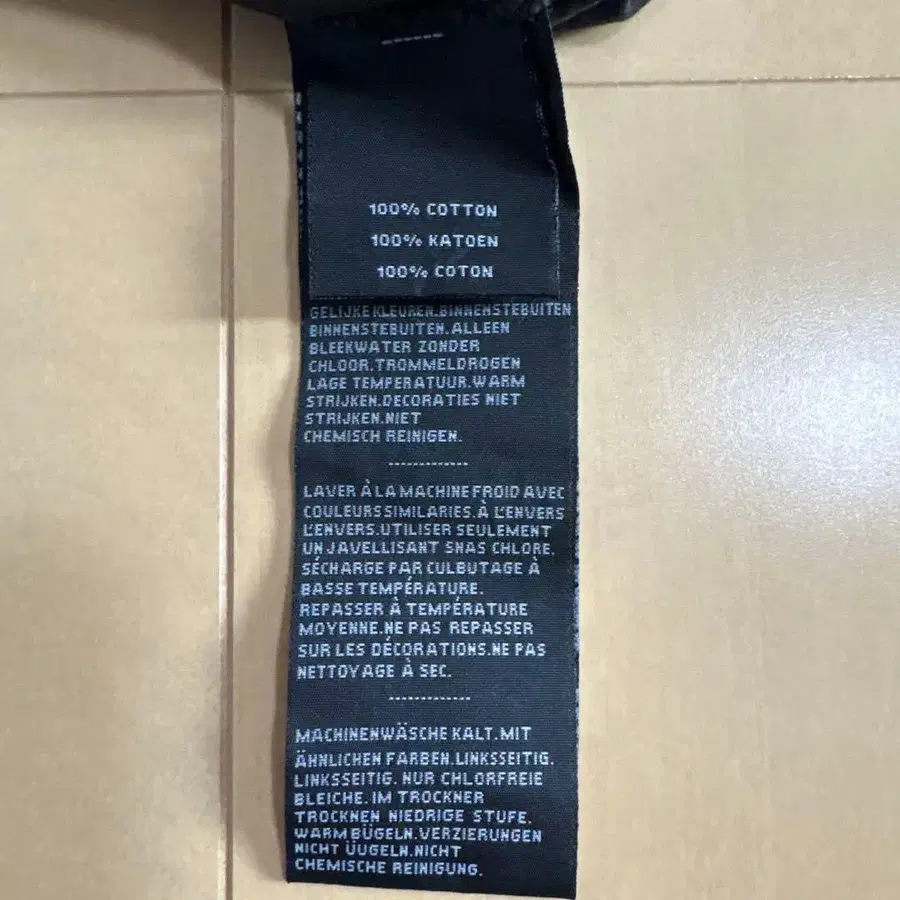 100% COTTON
100% KATOEN
100% COTON
GELIJKE KLEUREN.BINNENSTEBUITEN
BINNENSTEBUITEN.ALLEEN
BLEEKWATER ZONDER
CHLOOR.TROMMELDROGEN
LAGE TEMPERATUUR.WARM
STRIJKEN.DECORATIES NIET
STRIJKEN.NIET
CHEMISCH REINIGEN.
LAVER À LA MACHINE FROID AVEC
COULEURS SIMILARIES.À L'ENVERS
L'ENVERS.UTILISER SEULEMENT
UN JAVELLISANT SNAS CHLORE.
SÉCHARGE PAR CULBUTAGE À
BASSE TEMPÉRATURE.
REPASSER À TEMPÉRATURE
MOYENNE.NE PAS REPASSER
SUR LES DÉCORATIONS.NE PAS
NETTOYAGE À SEC.
MACHINENWÄSCHE KALT.MIT
ÄHNLICHEN FARBEN.LINKSSEITIG.
LINKSSEITIG. NUR CHLORFREIE
BLEICHE. IM TROCKNER
TROCKNEN NIEDRIGE STUFE.
WARM BÜGELN.VERZIERUNGEN
NICHT ÜUGELN.NICHT
CHEMISCHE REINIGUNG.